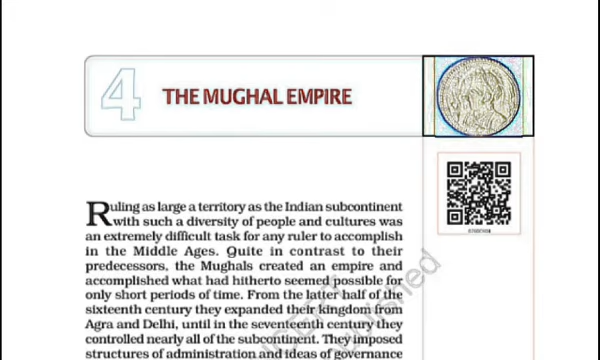 4
THE MUGHAL EMPIRE
Ruling as large a territory as the Indian subcontinent
with such a diversity of people and cultures was
an extremely difficult task for any ruler to accomplish
in the Middle Ages. Quite in contrast to their
predecessors, the Mughals created an empire and
accomplished what had hitherto seemed possible for
only short periods of time. From the latter half of the
sixteenth century they expanded their kingdom from
Agra and Delhi, until in the seventeenth century they
controlled nearly all of the subcontinent. They imposed
structures of administration and ideas of governance